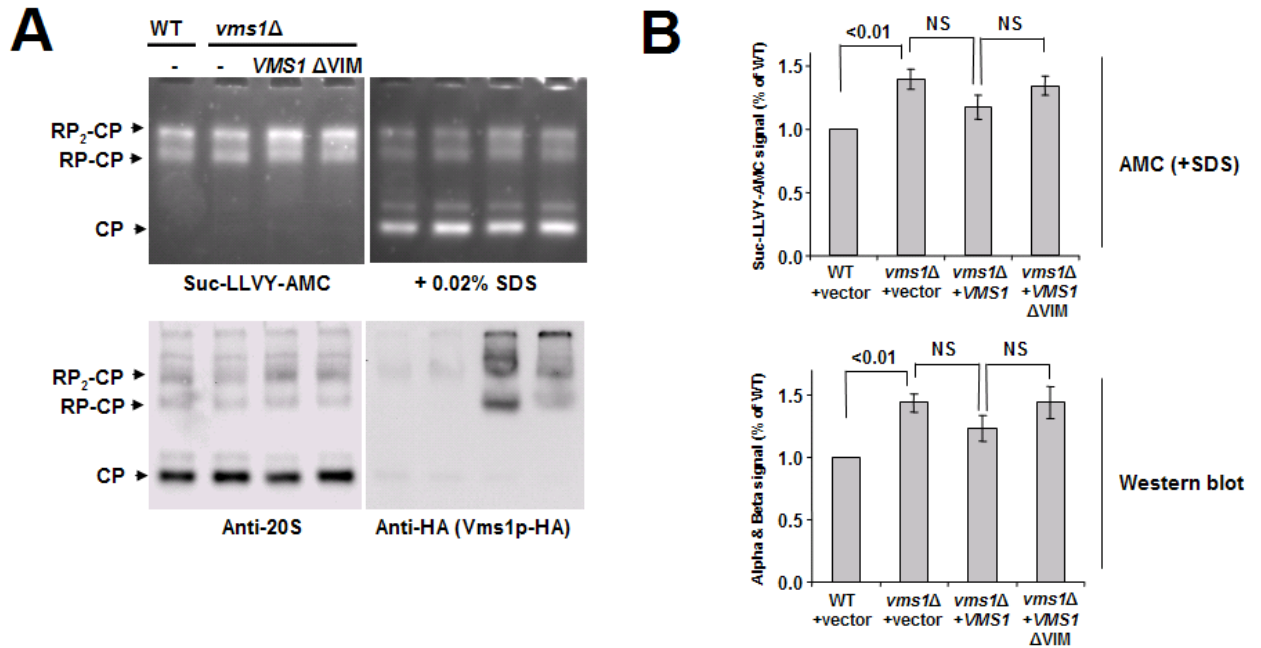 A
WT vms1Δ
- - VMS1 ΔVIM
RP2-CP
RP-CP
CP
Suc-LLVY-AMC + 0.02% SDS
RP2-CP
RP-CP
CP
Anti-20S Anti-HA (Vms1p-HA)
B
Suc-LLVY-AMC signal (% of WT)
<0.01 NS NS
1.5
1.0
0.5
0.0
WT +vector
vms1Δ +vector
vms1Δ +VMS1
vms1Δ +VMS1 ΔVIM
AMC (+SDS)
Alpha & Beta signal (% of WT)
<0.01 NS NS
1.5
1.0
0.5
0.0
WT +vector
vms1Δ +vector
vms1Δ +VMS1
vms1Δ +VMS1 ΔVIM
Western blot